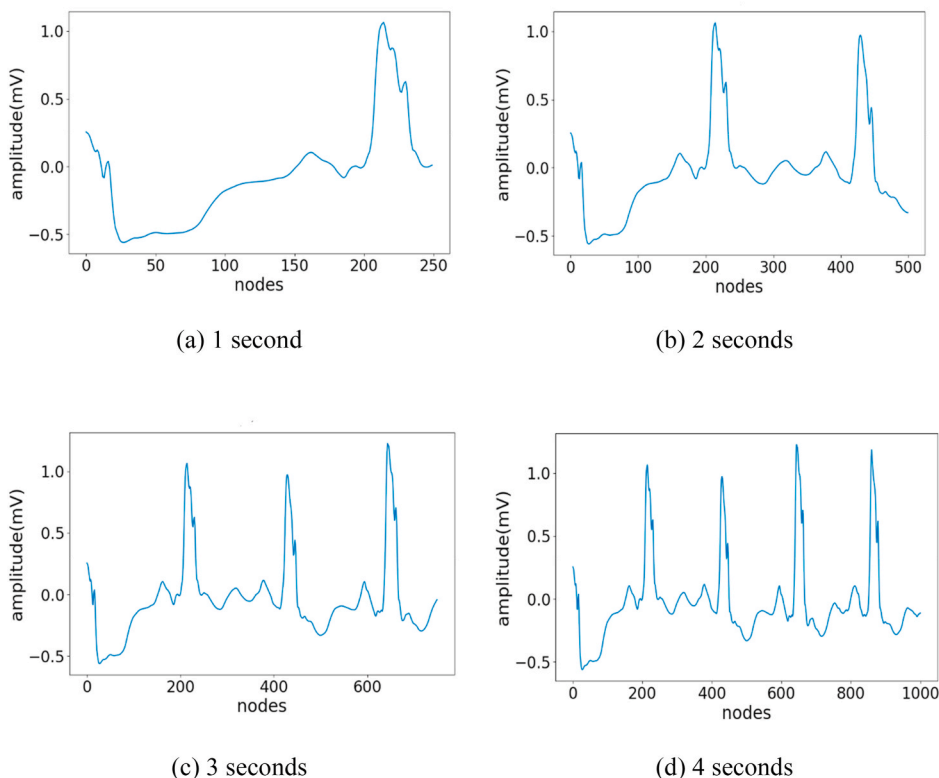 1.0
0.5
0.0
−0.5
amplitude(mV)
0 50 100 150 200 250
nodes
(a) 1 second
1.0
0.5
0.0
−0.5
amplitude(mV)
0 100 200 300 400 500
nodes
(b) 2 seconds
1.0
0.5
0.0
−0.5
amplitude(mV)
0 200 400 600
nodes
(c) 3 seconds
1.0
0.5
0.0
−0.5
amplitude(mV)
0 200 400 600 800 1000
nodes
(d) 4 seconds